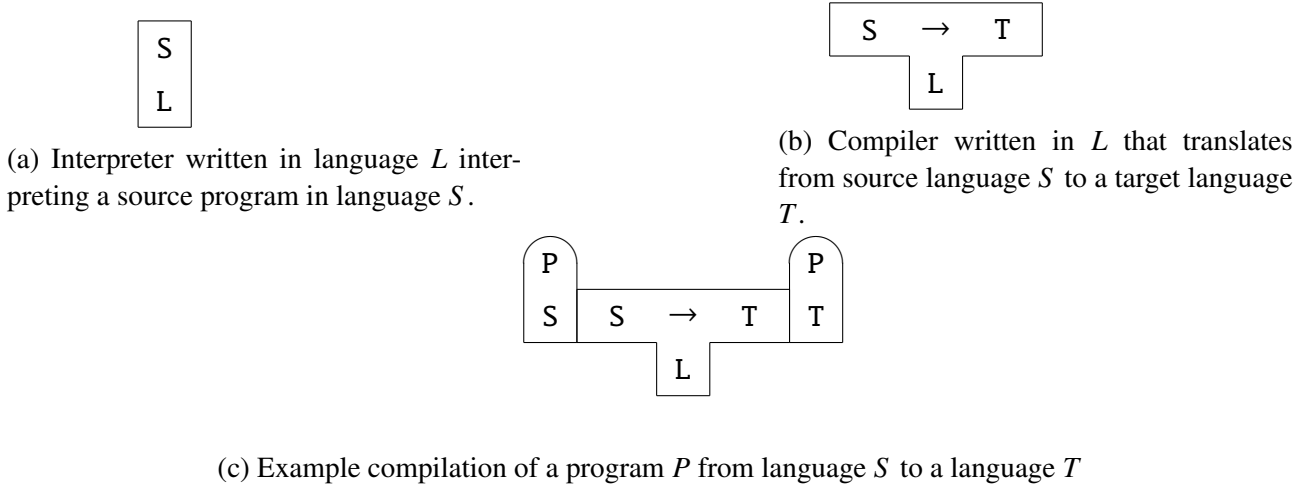 S
L
(a) Interpreter written in language L inter-
preting a source program in language S.
S → T
L
(b) Compiler written in L that translates
from source language S to a target language
T.
P P
S S → T T
L
(c) Example compilation of a program P from language S to a language T